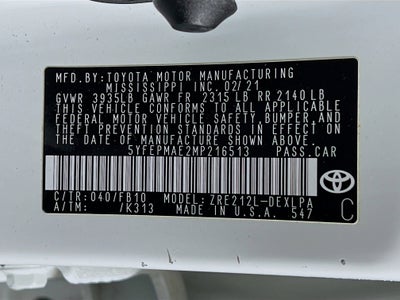 MFD.BY:TOYOTA MOTOR MANUFACTURING
MISSISSIPPI INC. 02/21
GVWR 3935LB GAWR FR 2315LB RR 2140LB
THIS VEHICLE CONFORMS TO ALL APPLICABLE
FEDERAL MOTOR VEHICLE SAFETY, BUMPER, AND
THEFT PREVENTION STANDARDS IN EFFECT ON
THE DATE OF MANUFACTURE SHOWN ABOVE.
5YFEPMAE2MP216513 PASS.CAR
C/TR:040/FB10 MODEL:ZRE212L-DEXLPA
A/TM: /K313 MADE IN U.S.A. 547
TOYOTA
C